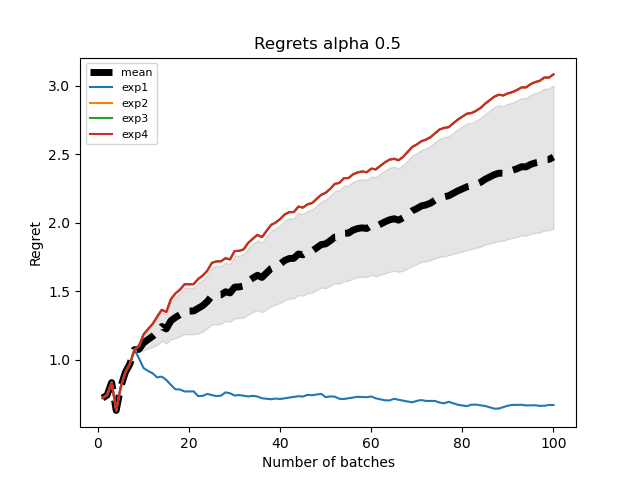 Regrets alpha 0.5
mean
exp1
exp2
exp3
exp4
3.0
2.5
2.0
1.5
1.0
Regret
0 20 40 60 80 100
Number of batches